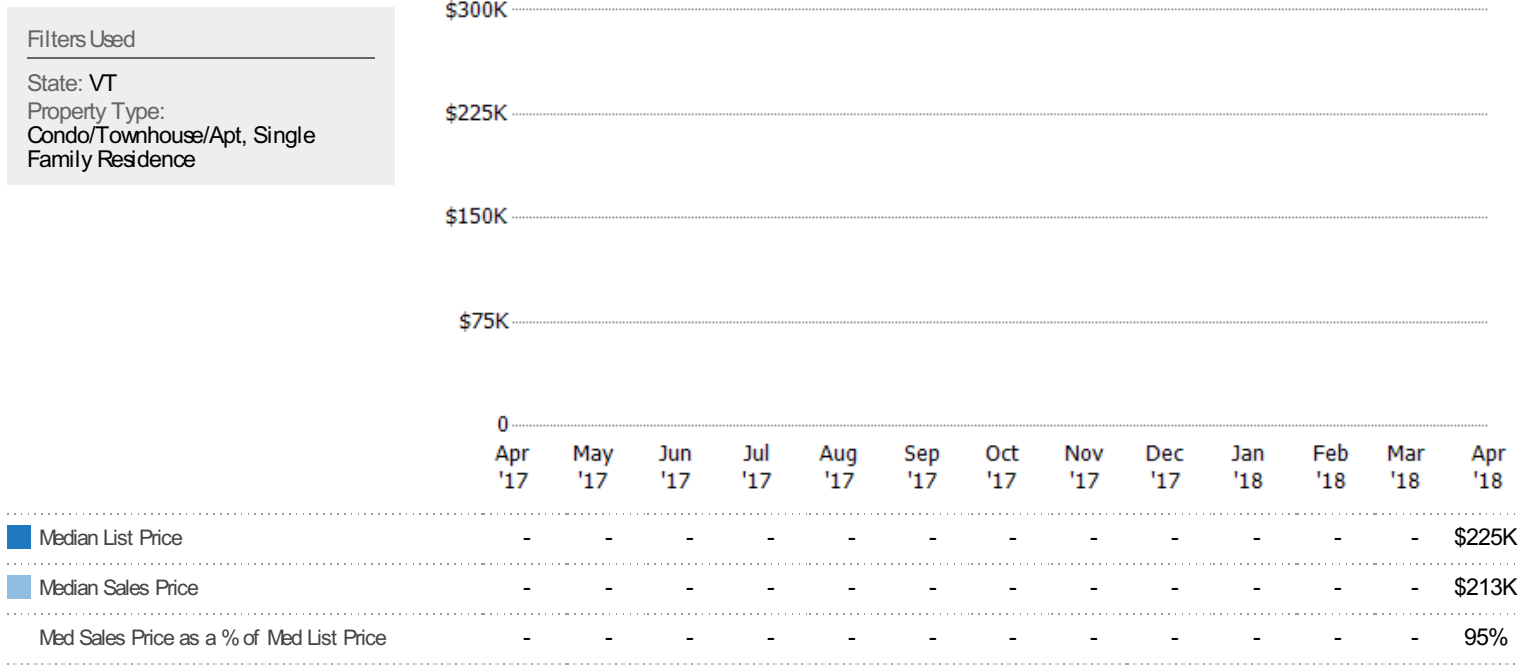 Filters Used
State: VT
Property Type:
Condo/Townhouse/Apt, Single
Family Residence
$300K
$225K
$150K
$75K
0
Apr May Jun Jul Aug Sep Oct Nov Dec Jan Feb Mar Apr
'17 '17 '17 '17 '17 '17 '17 '17 '17 '18 '18 '18 '18
Median List Price - - - - - - - - - - - - $225K
Median Sales Price - - - - - - - - - - - - $213K
Med Sales Price as a % of Med List Price - - - - - - - - - - - - 95%